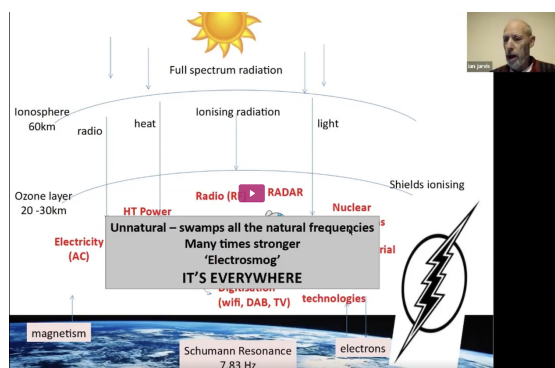 Ian jarvis
Full spectrum radiation
Ionosphere
60km
radio
heat
Ionising radiation
light
Ozone layer
20 -30km
Shields ionising
Radio (R
RADAR
HT Power
Nuclear
Electricity
(AC)
Unnatural – swamps all the natural frequencies
Many times stronger
'Electrosmog'
IT'S EVERYWHERE
Digitisation
(wifi, DAB, TV)
technologies
magnetism
Schumann Resonance
7.83 Hz
electrons